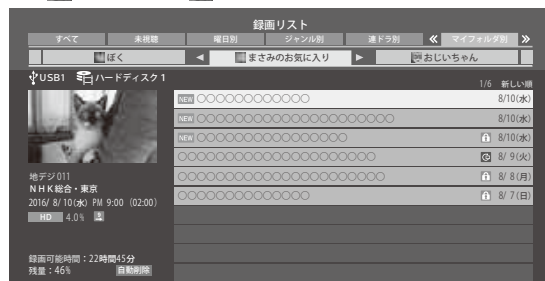 録画リスト
すべて 未視聴 曜日別 ジャンル別 連ドラ別 « マイフォルダ別 »
ぼく ◀ まさみのお気に入り ▶ おじいちゃん
USB1 ハードディスク1
1/6 新しい順
NEW 〇〇〇〇〇〇〇〇〇〇〇〇 8/10(水)
NEW 〇〇〇〇〇〇〇〇〇〇〇〇〇〇〇〇〇〇〇〇〇 8/10(水)
NEW 〇〇〇〇〇〇〇〇〇〇〇〇〇〇〇〇 8/10(水)
〇〇〇〇〇〇〇〇〇〇〇〇〇〇〇〇〇〇〇〇〇 8/ 9(火)
〇〇〇〇〇〇〇〇〇〇〇〇〇〇〇〇〇〇〇〇〇〇 8/ 8(月)
〇〇〇〇〇〇〇〇〇〇〇〇〇〇 8/ 7(日)
地デジ011
NHK総合・東京
2016/ 8/10(水) PM 9:00 (02:00)
HD 4.0%
録画可能時間:22時間45分
残量:46% 自動削除